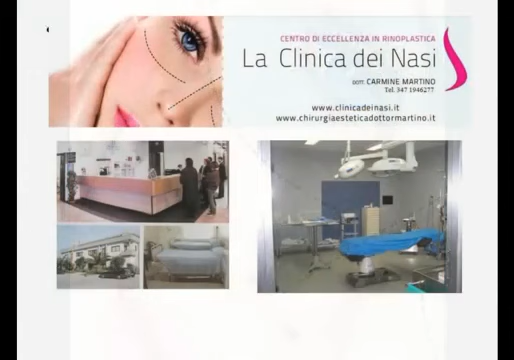 CENTRO DI ECCELLENZA IN RINOPLASTICA
La Clinica dei Nasi
DOTT. CARMINE MARTINO
Tel. 347 1946277
www.clinicadeinasi.it
www.chirurgiaesteticadottormartino.it